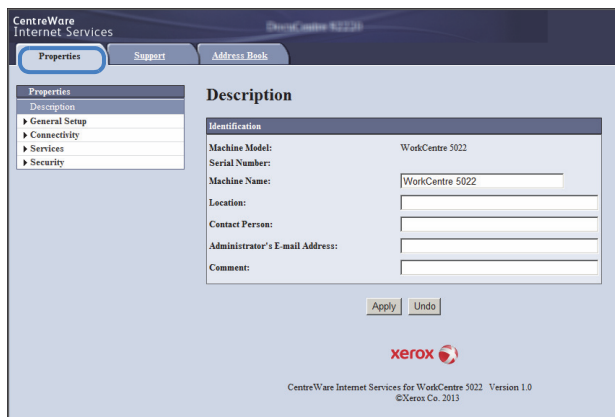 CentreWare
Internet Services
Properties
Support
Address Book
Properties
Description
General Setup
Connectivity
Services
Security
Description
Identification
Machine Model: WorkCentre 5022
Serial Number:
Machine Name: WorkCentre 5022
Location:
Contact Person:
Administrator's E-mail Address:
Comment:
Apply Undo
xerox
CentreWare Internet Services for WorkCentre 5022 Version 1.0
©Xerox Co. 2013